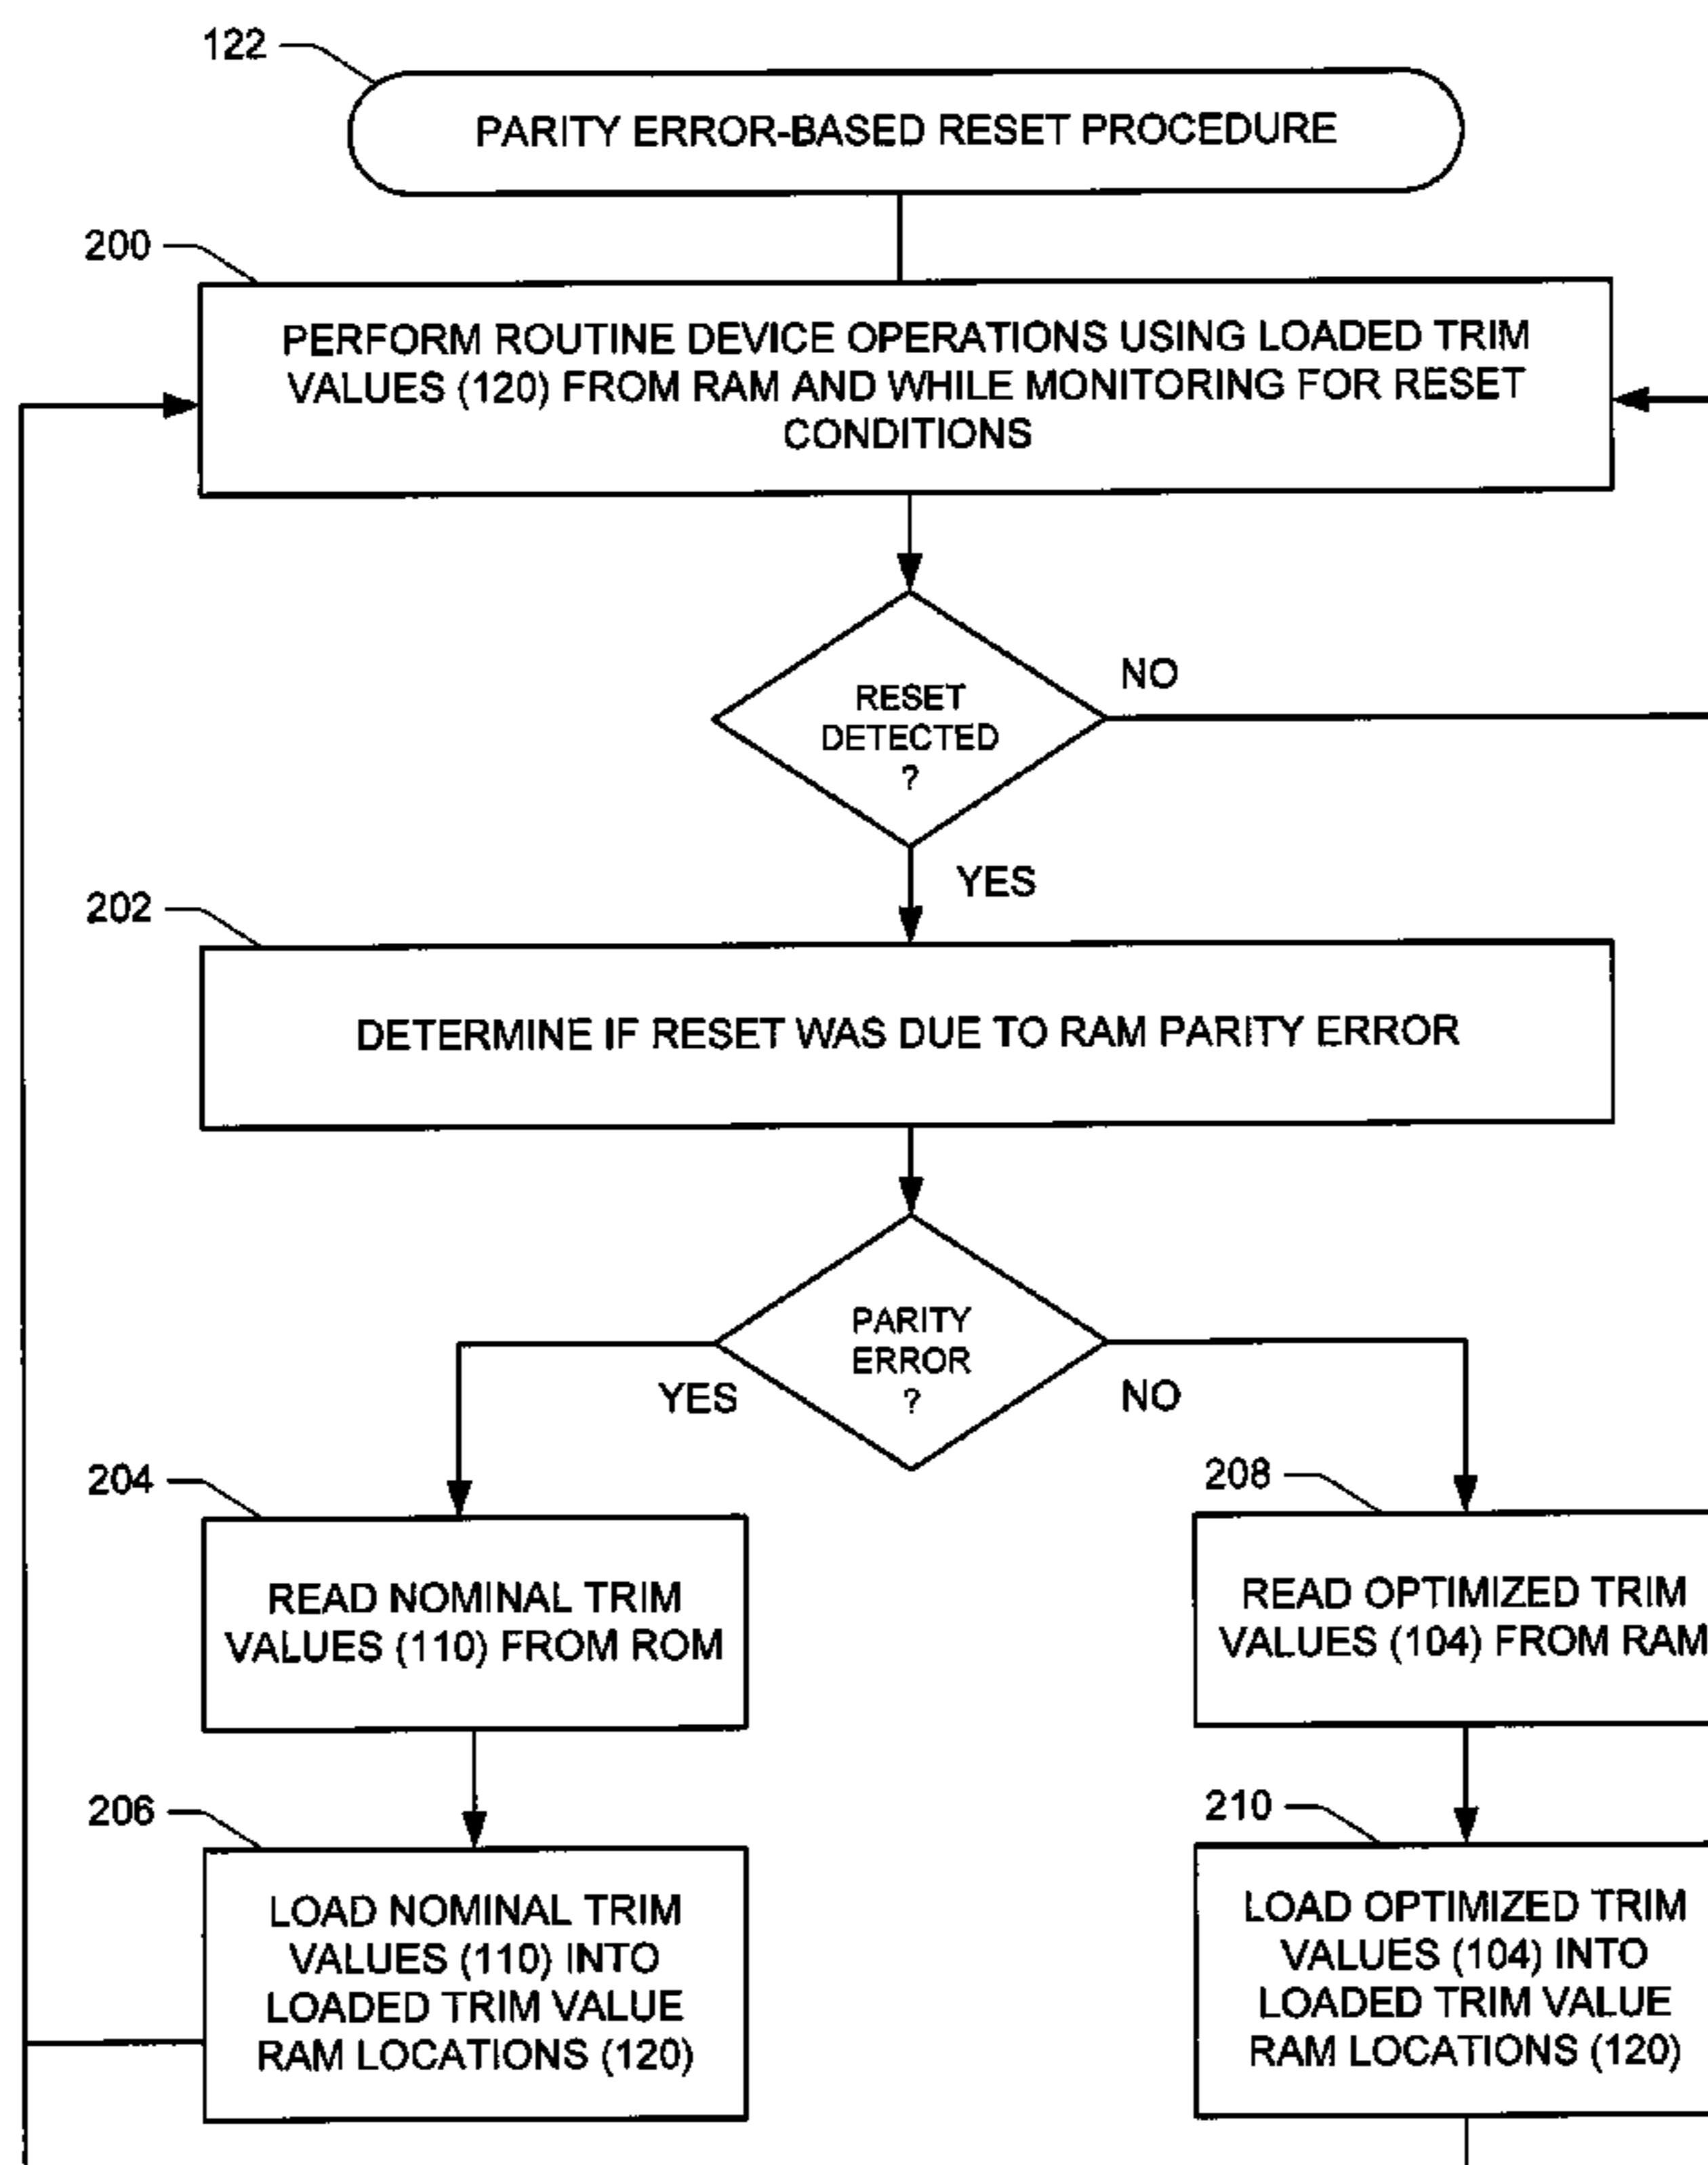 122
PARITY ERROR-BASED RESET PROCEDURE
200
PERFORM ROUTINE DEVICE OPERATIONS USING LOADED TRIM
VALUES (120) FROM RAM AND WHILE MONITORING FOR RESET
CONDITIONS
RESET
DETECTED
?
NO
YES
202
DETERMINE IF RESET WAS DUE TO RAM PARITY ERROR
PARITY
ERROR
?
YES
NO
204
READ NOMINAL TRIM
VALUES (110) FROM ROM
208
READ OPTIMIZED TRIM
VALUES (104) FROM RAM
206
LOAD NOMINAL TRIM
VALUES (110) INTO
LOADED TRIM VALUE
RAM LOCATIONS (120)
210
LOAD OPTIMIZED TRIM
VALUES (104) INTO
LOADED TRIM VALUE
RAM LOCATIONS (120)